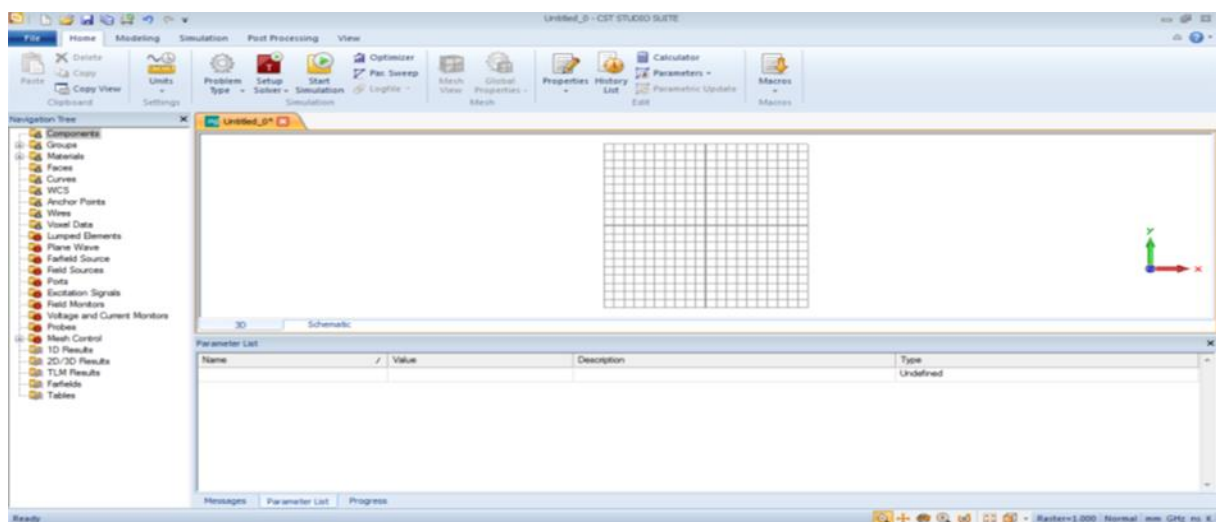 Untitled_0 - CST STUDIO SUITE
File Home Modeling Simulation Post Processing View
Paste
Delete
Copy
Copy View
Clipboard
Units
Settings
Problem Type
Setup Solver
Start Simulation
Optimizer
Par. Sweep
Logfile
Simulation
Mesh View
Global Properties
Mesh
Properties
History List
Calculator
Parameters
Parametric Update
Edit
Macros
Macros
Navigation Tree
Components
Groups
Materials
Faces
Curves
WCS
Anchor Points
Wires
Voxel Data
Lumped Elements
Plane Wave
Farfield Source
Field Sources
Ports
Excitation Signals
Field Monitors
Voltage and Current Monitors
Probes
Mesh Control
1D Results
2D/3D Results
TLM Results
Farfields
Tables
Untitled_0*
y
x
3D Schematic
Parameter List
Name / Value Description Type
Undefined
Messages Parameter List Progress
Ready
Raster=1.000 Normal mm GHz ns K